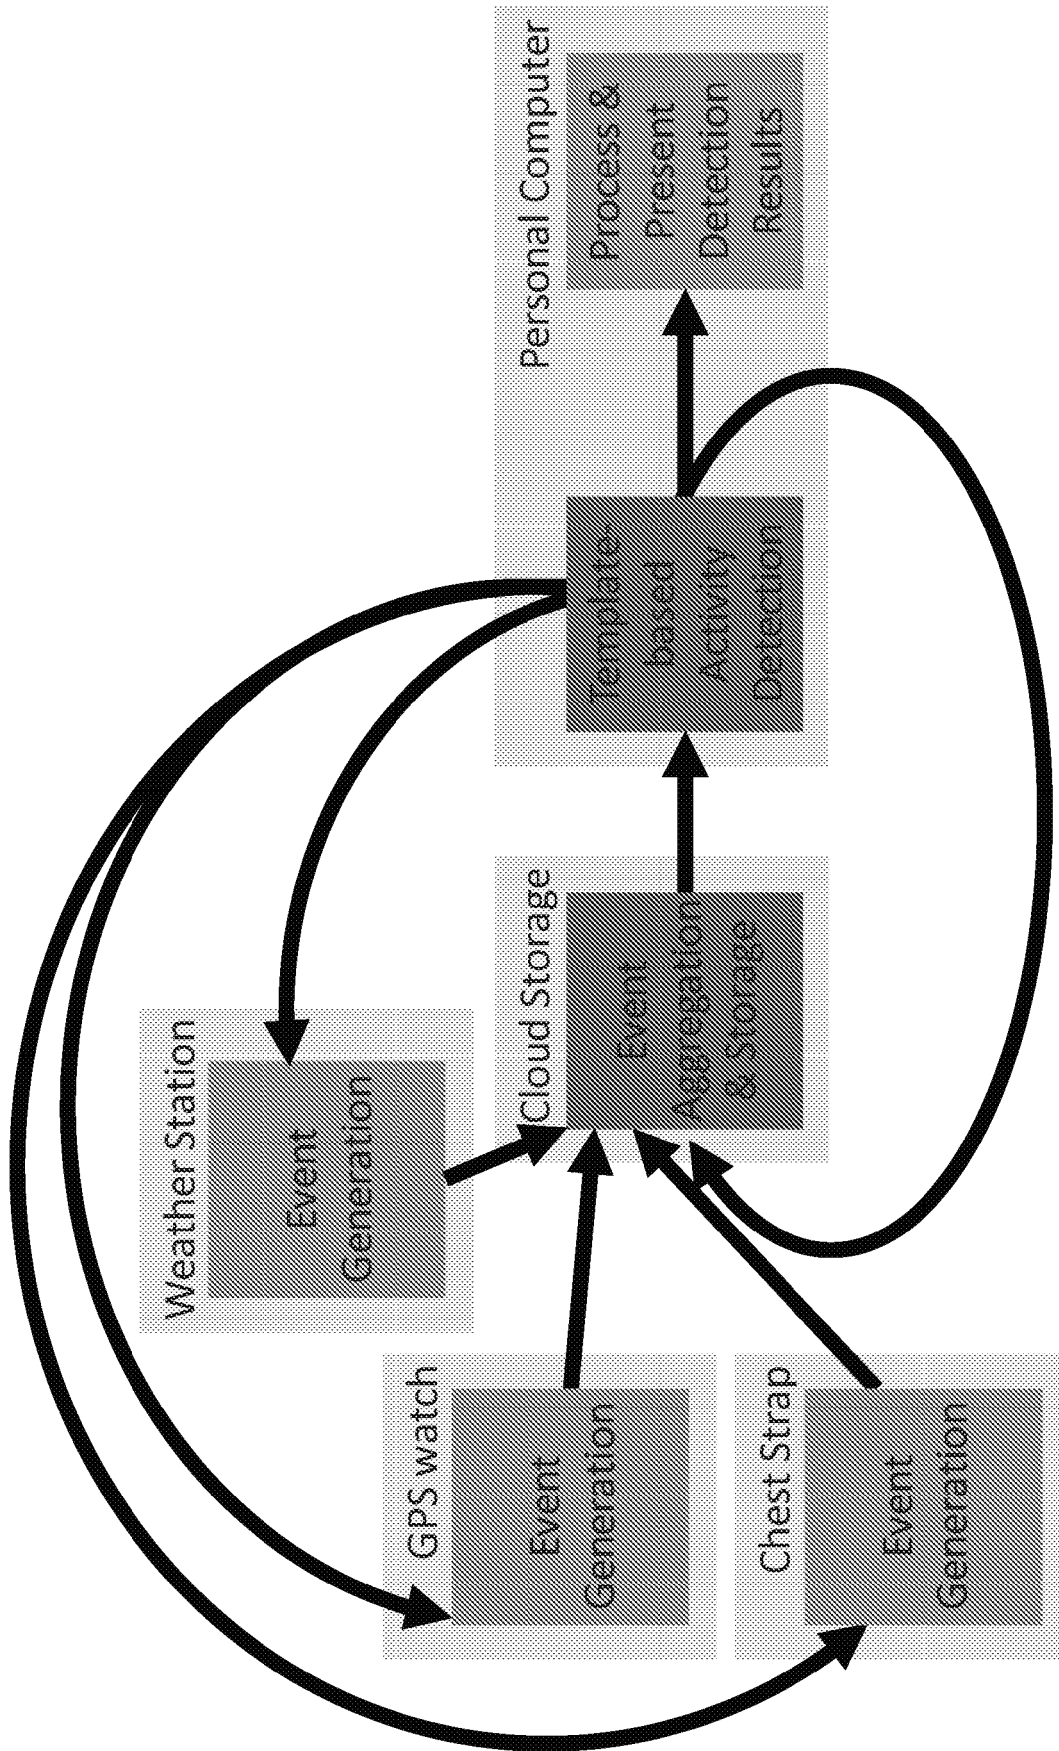 Weather Station
Event
Generation
GPS watch
Event
Generation
Chest Strap
Event
Generation
Cloud Storage
Event
Aggregation
& Storage
Template-
based
Activity
Detection
Personal Computer
Process &
Present
Detection
Results